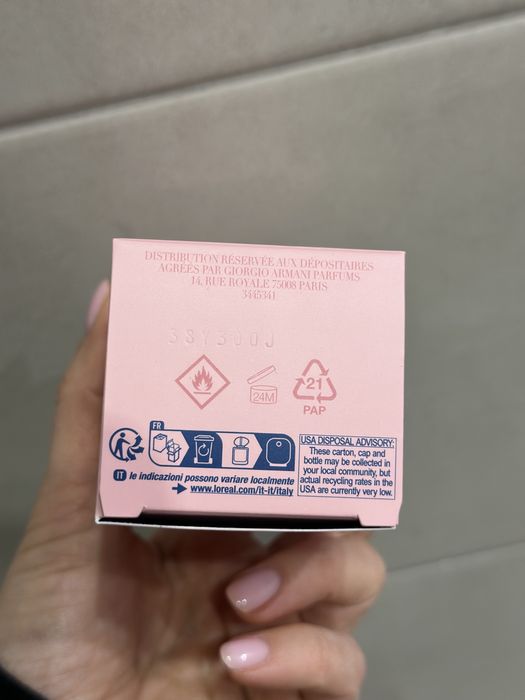 DISTRIBUTION RÉSERVÉE AUX DÉPOSITAIRES
AGRÉÉS PAR GIORGIO ARMANI PARFUMS
14, RUE ROYALE 75008 PARIS
3445341
38Y300J
24M
21
PAP
FR
IT le indicazioni possono variare localmente
www.loreal.com/it-it/italy
USA DISPOSAL ADVISORY:
These carton, cap and
bottle may be collected in
your local community, but
actual recycling rates in the
USA are currently very low.